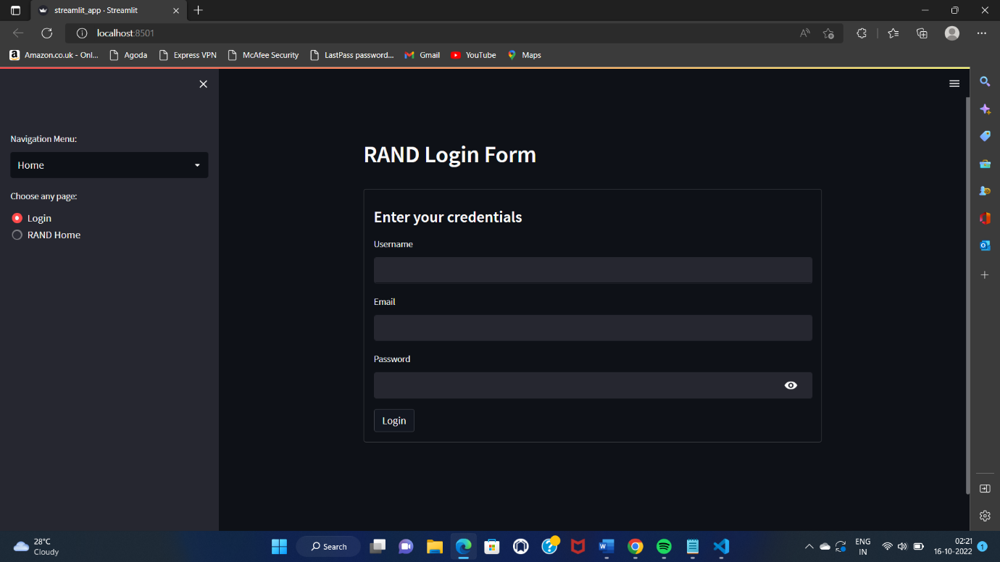 streamlit_app · Streamlit
localhost:8501
Amazon.co.uk - Onl...
Agoda
Express VPN
McAfee Security
LastPass password...
Gmail
YouTube
Maps
Navigation Menu:
Home
Choose any page:
Login
RAND Home
RAND Login Form
Enter your credentials
Username
Email
Password
Login
28°C
Cloudy
Search
ENG
IN
02:21
16-10-2022
1